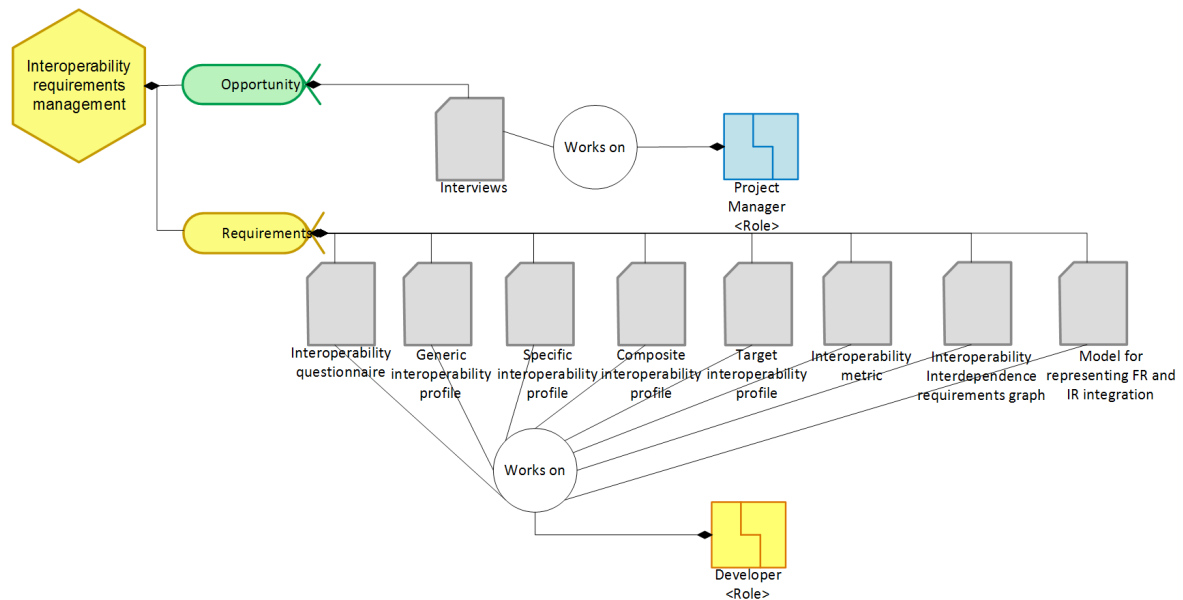 Interoperability
requirements
management
Opportunity
Interviews
Works on
Project
Manager
<Role>
Requirements
Interoperability
questionnaire
Generic
interoperability
profile
Specific
interoperability
profile
Composite
interoperability
profile
Target
interoperability
profile
Interoperability
metric
Interoperability
Interdependence
requirements graph
Model for
representing FR and
IR integration
Works on
Developer
<Role>